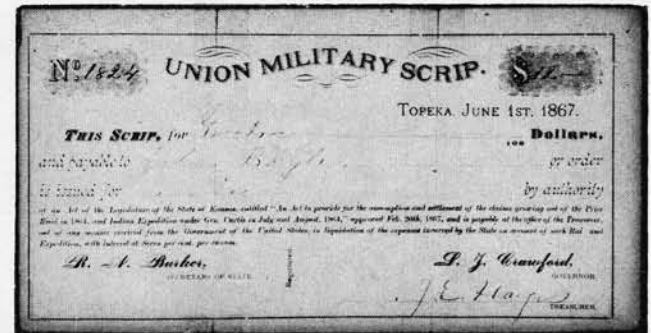 No. 1824 UNION MILITARY SCRIP. $
TOPEKA. JUNE 1ST. 1867.
THIS SCRIP, for /100 Dollars,
and payable to or order
is issued for by authority
of an Act of the Legislature of the State of Kansas, entitled "An Act to provide for the assumption and settlement of the claims growing out of the Price
Raid in 1864, and Indian Expedition under Gen. Curtis in July and August, 1864," approved Feb. 26th, 1867, and is payable at the office of the Treasurer,
out of any moneys received from the Government of the United States, in liquidation of the expenses incurred by the State on account of such Raid and
Expedition, with interest at Seven per cent. per annum.
Registered.
R. A. Barker, S. J. Crawford,
SECRETARY OF STATE. GOVERNOR.
TREASURER.